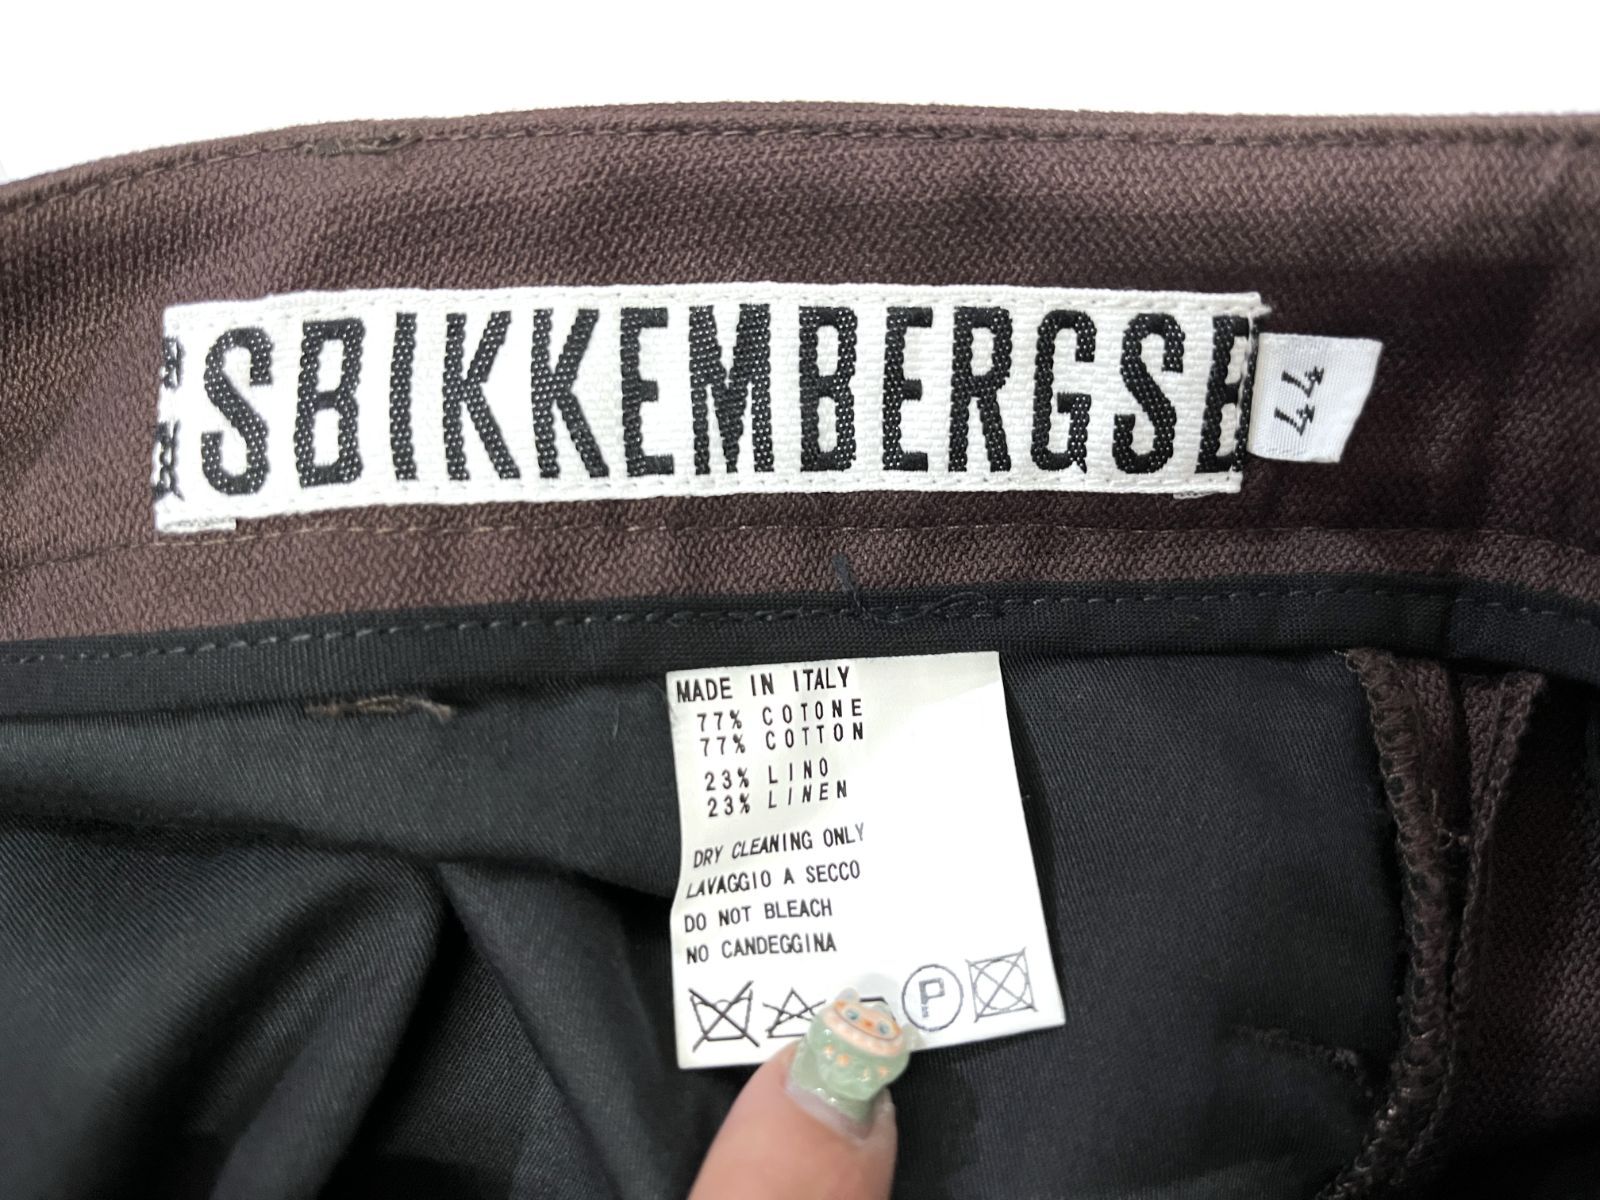 SBIKKEMBERGSB
44
MADE IN ITALY
77% COTONE
77% COTTON
23% LINO
23% LINEN
DRY CLEANING ONLY
LAVAGGIO A SECCO
DO NOT BLEACH
NO CANDEGGINA
P